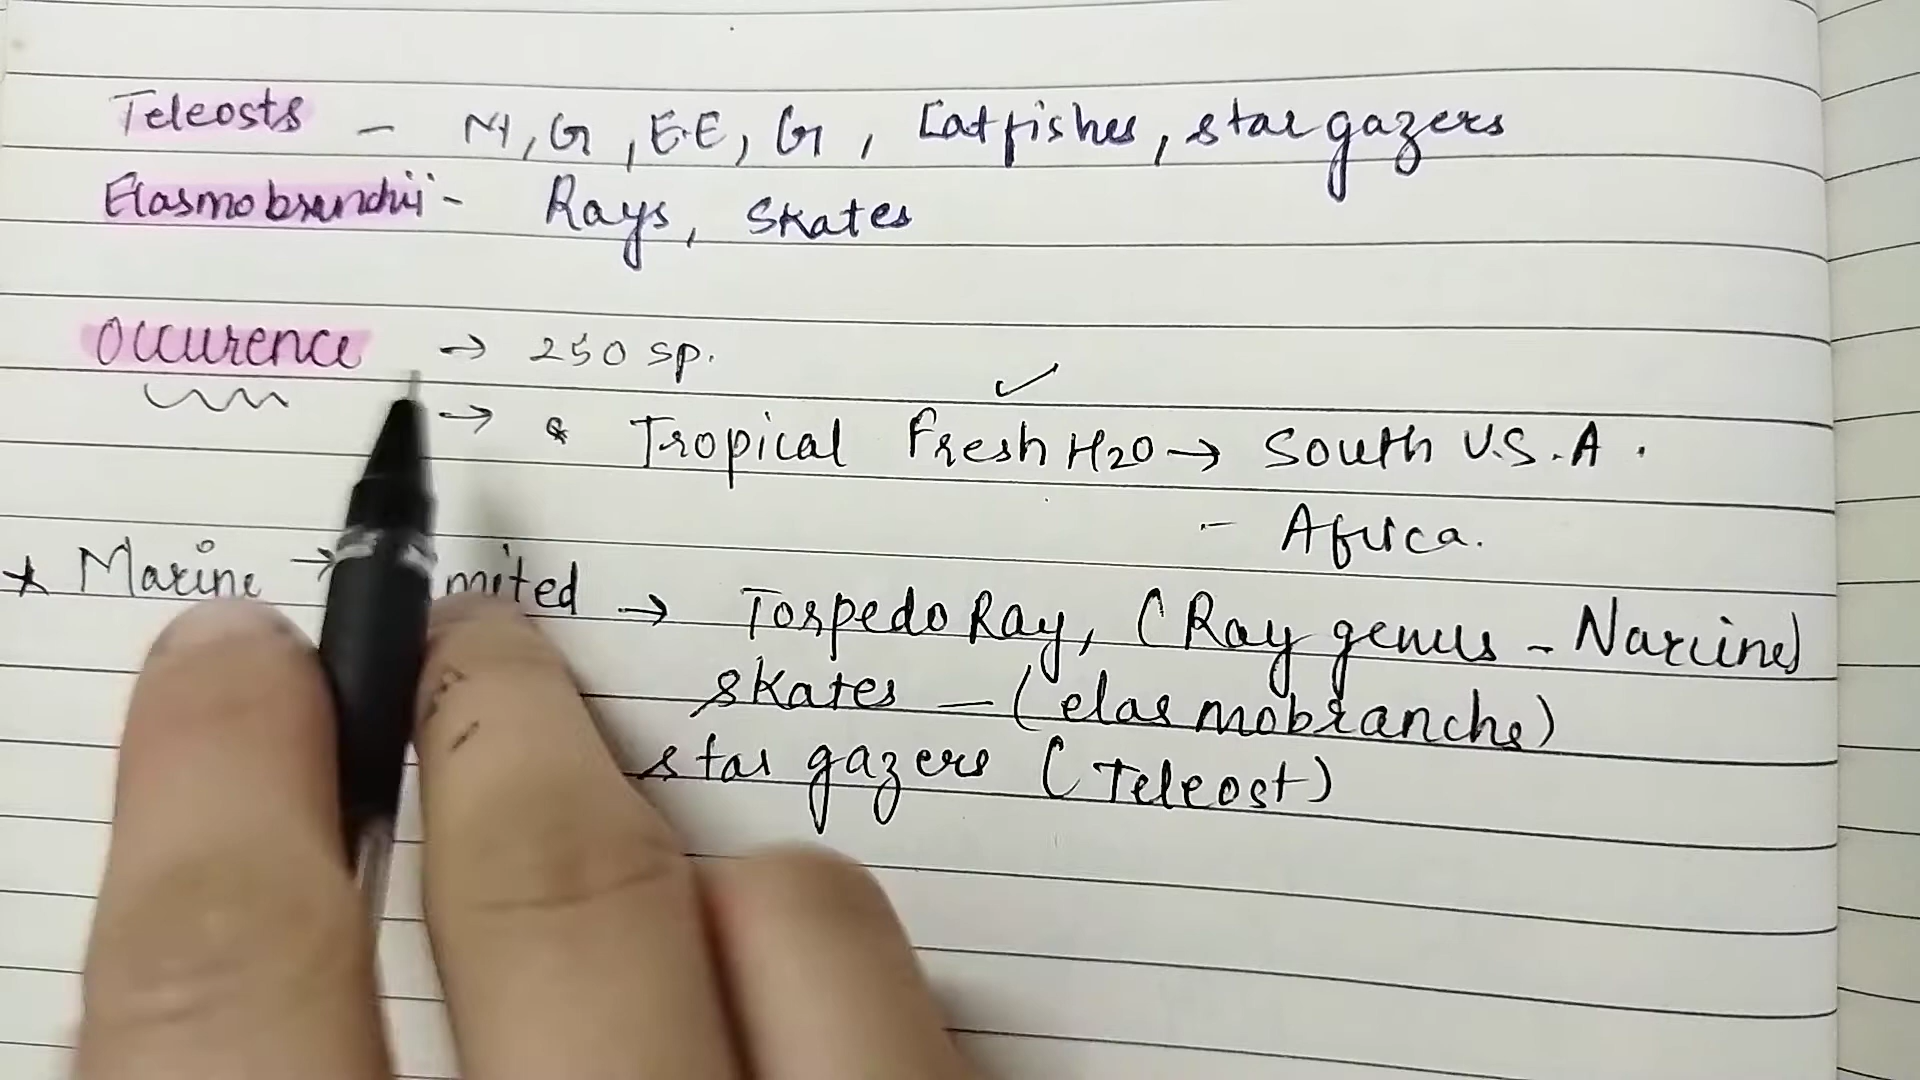 Teleosts - N, G, E.E, G, Catfishes, star gazers
Elasmobranchii - Rays, Skates
Occurence → 250 sp.
→ * Tropical Fresh H2O → South U.S.A.
- Africa.
* Marine → mited → Torpedo Ray, (Ray genus - Narcine)
skates - (elasmobranchs)
star gazers (Teleost)